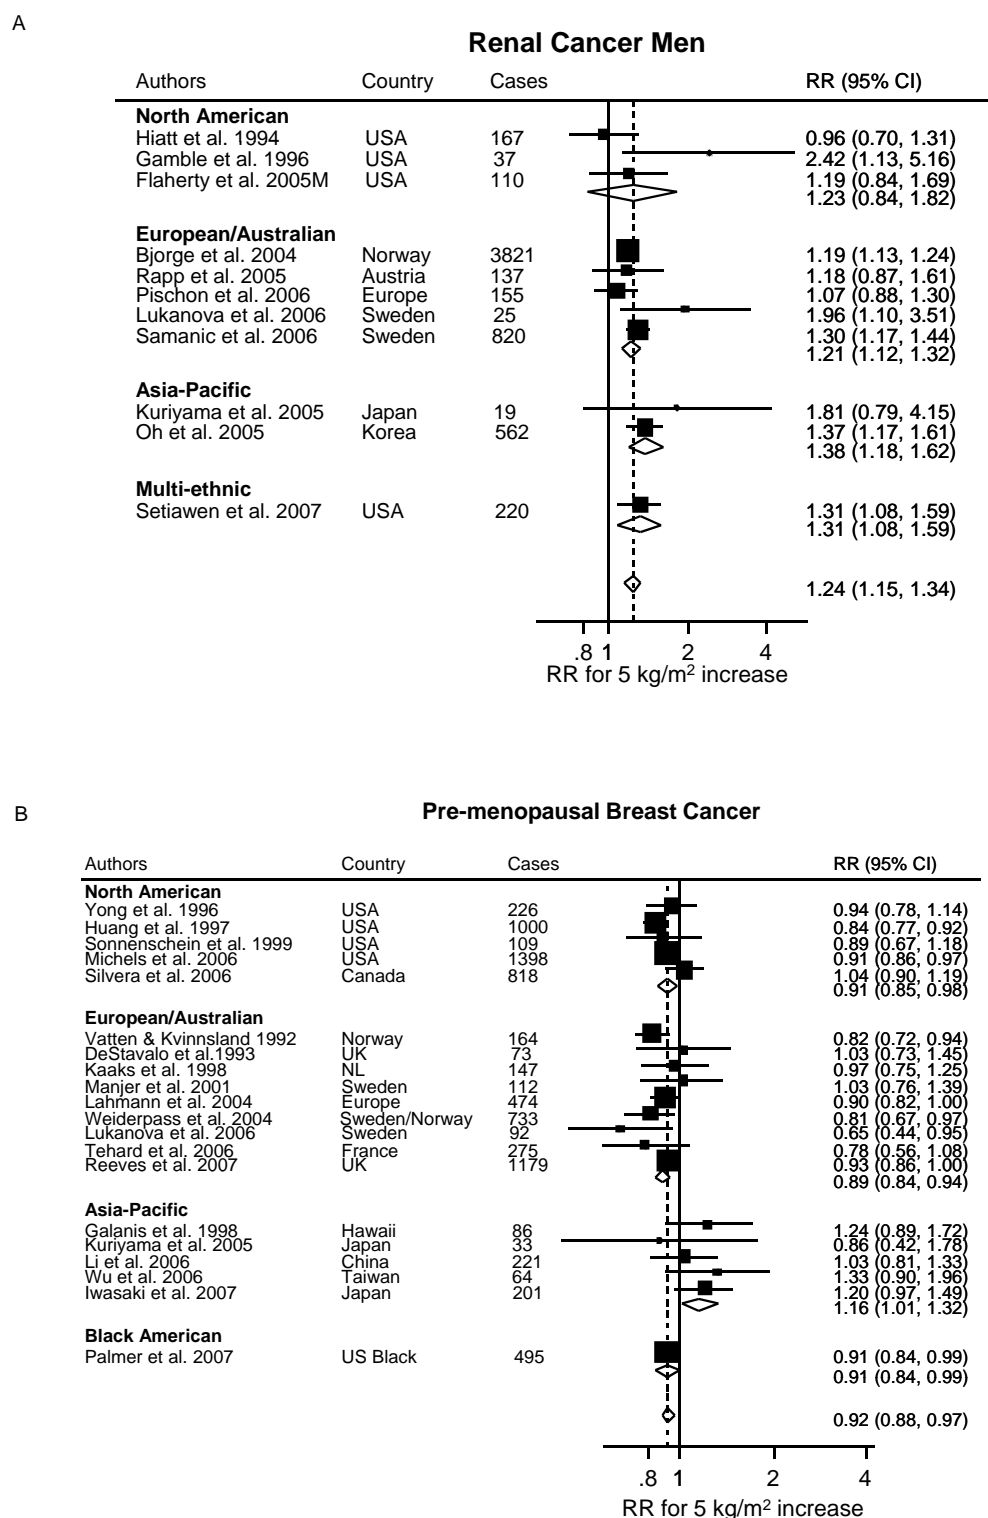 A
Renal Cancer Men
Authors Country Cases RR (95% CI)
North American
Hiatt et al. 1994 USA 167 0.96 (0.70, 1.31)
Gamble et al. 1996 USA 37 2.42 (1.13, 5.16)
Flaherty et al. 2005M USA 110 1.19 (0.84, 1.69)
1.23 (0.84, 1.82)
European/Australian
Bjorge et al. 2004 Norway 3821 1.19 (1.13, 1.24)
Rapp et al. 2005 Austria 137 1.18 (0.87, 1.61)
Pischon et al. 2006 Europe 155 1.07 (0.88, 1.30)
Lukanova et al. 2006 Sweden 25 1.96 (1.10, 3.51)
Samanic et al. 2006 Sweden 820 1.30 (1.17, 1.44)
1.21 (1.12, 1.32)
Asia-Pacific
Kuriyama et al. 2005 Japan 19 1.81 (0.79, 4.15)
Oh et al. 2005 Korea 562 1.37 (1.17, 1.61)
1.38 (1.18, 1.62)
Multi-ethnic
Setiawen et al. 2007 USA 220 1.31 (1.08, 1.59)
1.31 (1.08, 1.59)
1.24 (1.15, 1.34)
.8 1 2 4
RR for 5 kg/m² increase
B
Pre-menopausal Breast Cancer
Authors Country Cases RR (95% CI)
North American
Yong et al. 1996 USA 226 0.94 (0.78, 1.14)
Huang et al. 1997 USA 1000 0.84 (0.77, 0.92)
Sonnenschein et al. 1999 USA 109 0.89 (0.67, 1.18)
Michels et al. 2006 USA 1398 0.91 (0.86, 0.97)
Silvera et al. 2006 Canada 818 1.04 (0.90, 1.19)
0.91 (0.85, 0.98)
European/Australian
Vatten & Kvinnsland 1992 Norway 164 0.82 (0.72, 0.94)
DeStavalo et al.1993 UK 73 1.03 (0.73, 1.45)
Kaaks et al. 1998 NL 147 0.97 (0.75, 1.25)
Manjer et al. 2001 Sweden 112 1.03 (0.76, 1.39)
Lahmann et al. 2004 Europe 474 0.90 (0.82, 1.00)
Weiderpass et al. 2004 Sweden/Norway 733 0.81 (0.67, 0.97)
Lukanova et al. 2006 Sweden 92 0.65 (0.44, 0.95)
Tehard et al. 2006 France 275 0.78 (0.56, 1.08)
Reeves et al. 2007 UK 1179 0.93 (0.86, 1.00)
0.89 (0.84, 0.94)
Asia-Pacific
Galanis et al. 1998 Hawaii 86 1.24 (0.89, 1.72)
Kuriyama et al. 2005 Japan 33 0.86 (0.42, 1.78)
Li et al. 2006 China 221 1.03 (0.81, 1.33)
Wu et al. 2006 Taiwan 64 1.33 (0.90, 1.96)
Iwasaki et al. 2007 Japan 201 1.20 (0.97, 1.49)
1.16 (1.01, 1.32)
Black American
Palmer et al. 2007 US Black 495 0.91 (0.84, 0.99)
0.91 (0.84, 0.99)
0.92 (0.88, 0.97)
.8 1 2 4
RR for 5 kg/m² increase